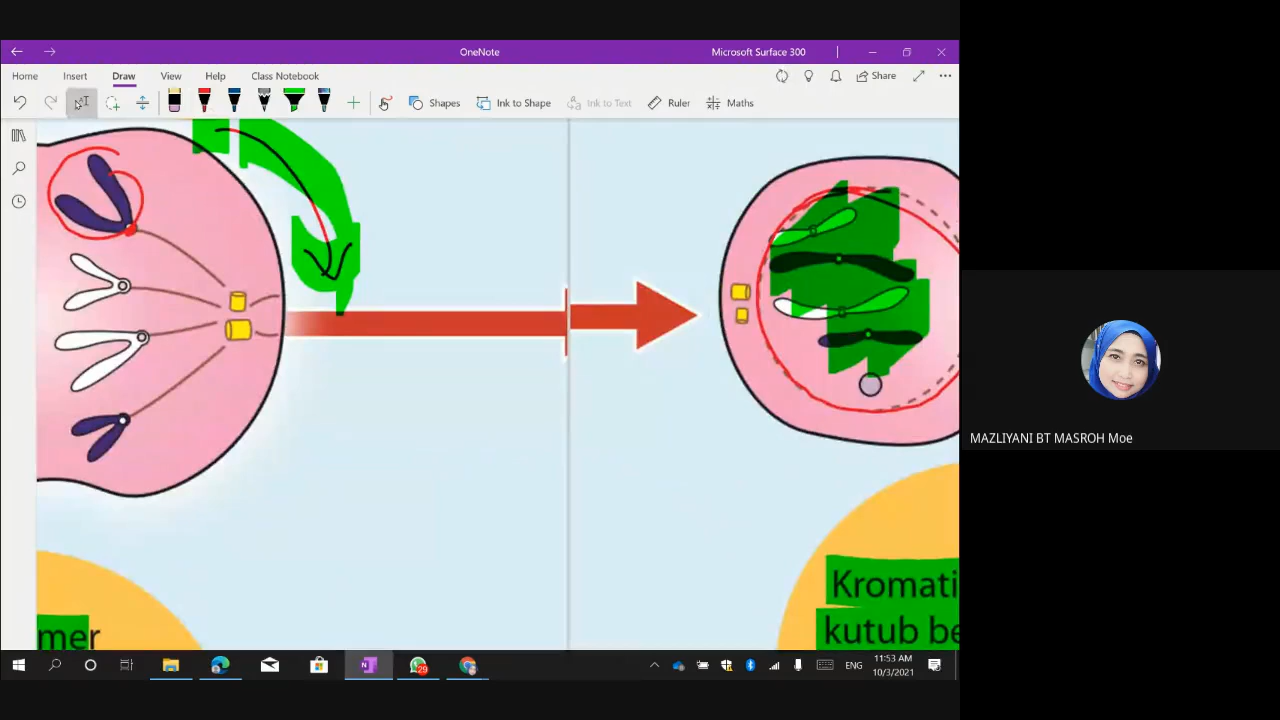 OneNote
Microsoft Surface 300
Home
Insert
Draw
View
Help
Class Notebook
Share
Shapes
Ink to Shape
Ink to Text
Ruler
Maths
MAZLIYANI BT MASROH Moe
mer
Kromati
kutub be
29
N
ENG
11:53 AM
10/3/2021